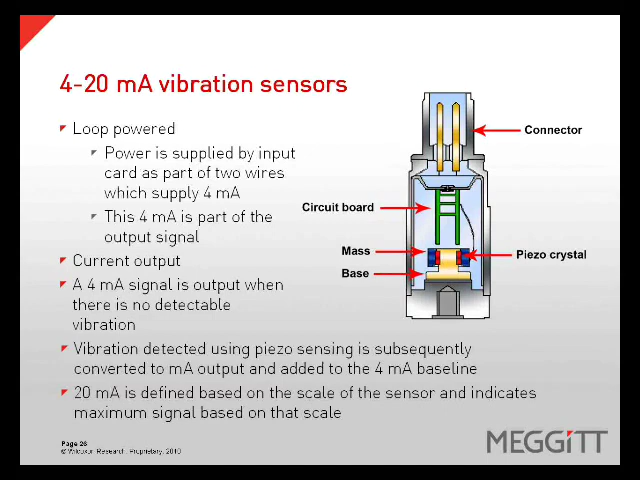 4-20 mA vibration sensors
Loop powered
Power is supplied by input
card as part of two wires
which supply 4 mA
This 4 mA is part of the
output signal
Current output
A 4 mA signal is output when
there is no detectable
vibration
Vibration detected using piezo sensing is subsequently
converted to mA output and added to the 4 mA baseline
20 mA is defined based on the scale of the sensor and indicates
maximum signal based on that scale
Connector
Circuit board
Mass
Piezo crystal
Base
Page 26
© Wilcoxon Research Proprietary, 2010
MEGGITT